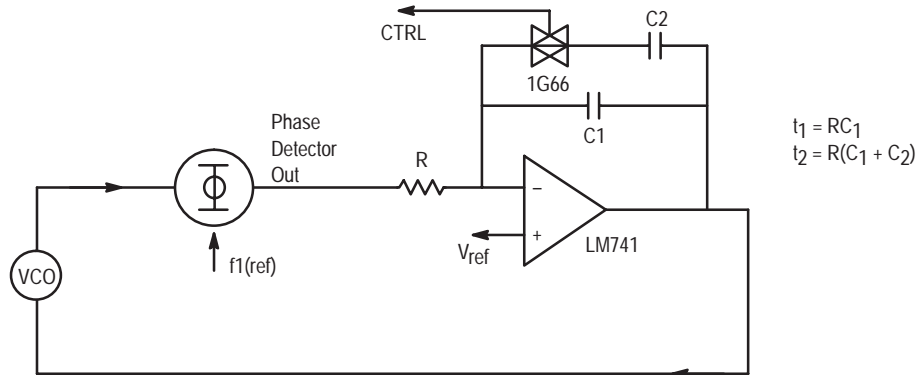 CTRL
C2
1G66
C1
t1 = RC1
t2 = R(C1 + C2)
Phase
Detector
Out
R
−
+
LM741
Vref
VCO
f1(ref)